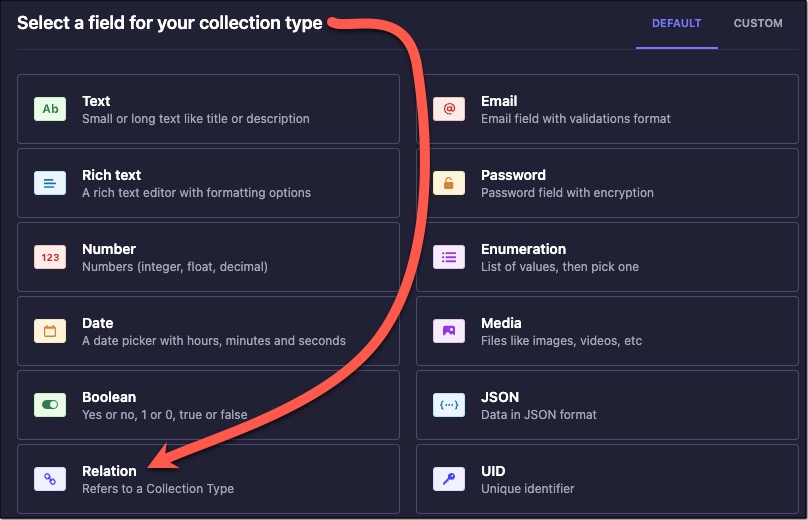 Select a field for your collection type
DEFAULT
CUSTOM
Ab
Text
Small or long text like title or description
@
Email
Email field with validations format
Rich text
A rich text editor with formatting options
Password
Password field with encryption
123
Number
Numbers (integer, float, decimal)
Enumeration
List of values, then pick one
Date
A date picker with hours, minutes and seconds
Media
Files like images, videos, etc
Boolean
Yes or no, 1 or 0, true or false
{···}
JSON
Data in JSON format
Relation
Refers to a Collection Type
UID
Unique identifier